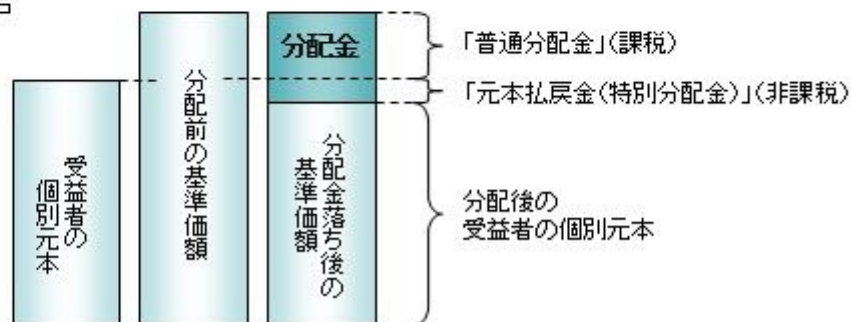 受益者の
個別元本
分配前の基準価額
分配金
分配金落ち後の
基準価額
「普通分配金」(課税)
「元本払戻金(特別分配金)」(非課税)
分配後の
受益者の個別元本